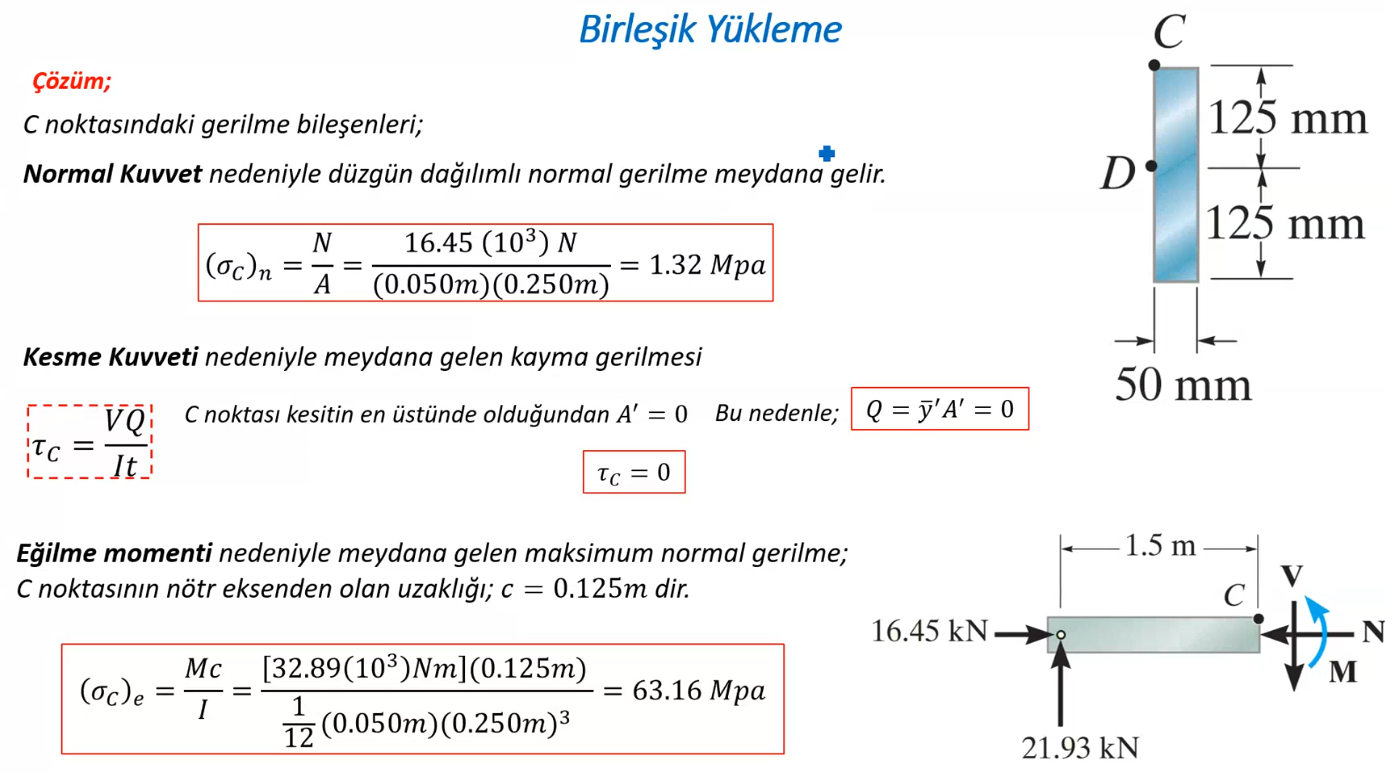 Birleşik Yükleme
Çözüm;
C noktasındaki gerilme bileşenleri;
Normal Kuvvet nedeniyle düzgün dağılımlı normal gerilme meydana gelir.
(σ_C)_n = N/A = 16.45 (10³) N / (0.050m)(0.250m) = 1.32 Mpa
Kesme Kuvveti nedeniyle meydana gelen kayma gerilmesi
τ_C = VQ/It
C noktası kesitin en üstünde olduğundan A′ = 0 Bu nedenle; Q = ȳ′A′ = 0
τ_C = 0
Eğilme momenti nedeniyle meydana gelen maksimum normal gerilme;
C noktasının nötr eksenden olan uzaklığı; c = 0.125m dir.
(σ_C)_e = Mc/I = [32.89(10³)Nm](0.125m) / 1/12 (0.050m)(0.250m)³ = 63.16 Mpa
C
125 mm
D
125 mm
50 mm
1.5 m
C
V
16.45 kN
N
M
21.93 kN